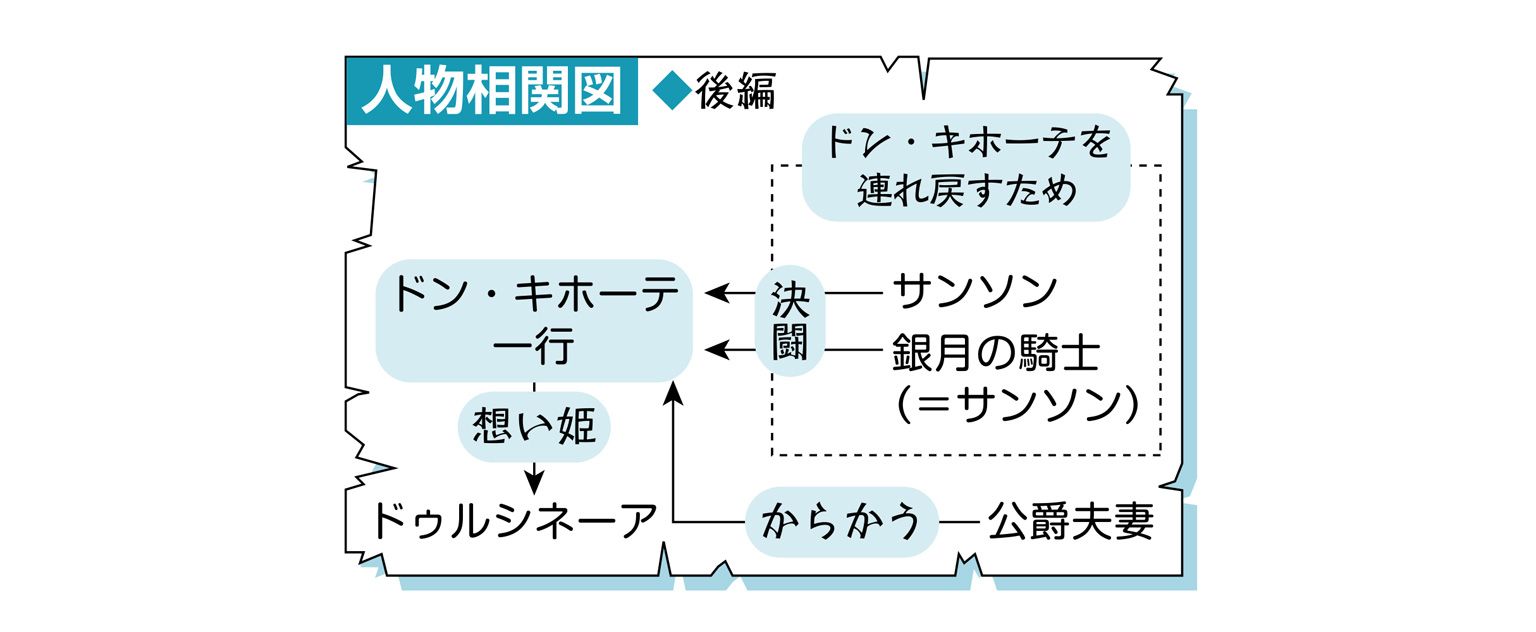 人物相関図 ◆後編
ドン・キホーテを
連れ戻すため
ドン・キホーテ
一行
決闘
サンソン
銀月の騎士
(＝サンソン)
想い姫
ドゥルシネーア
からかう
公爵夫妻